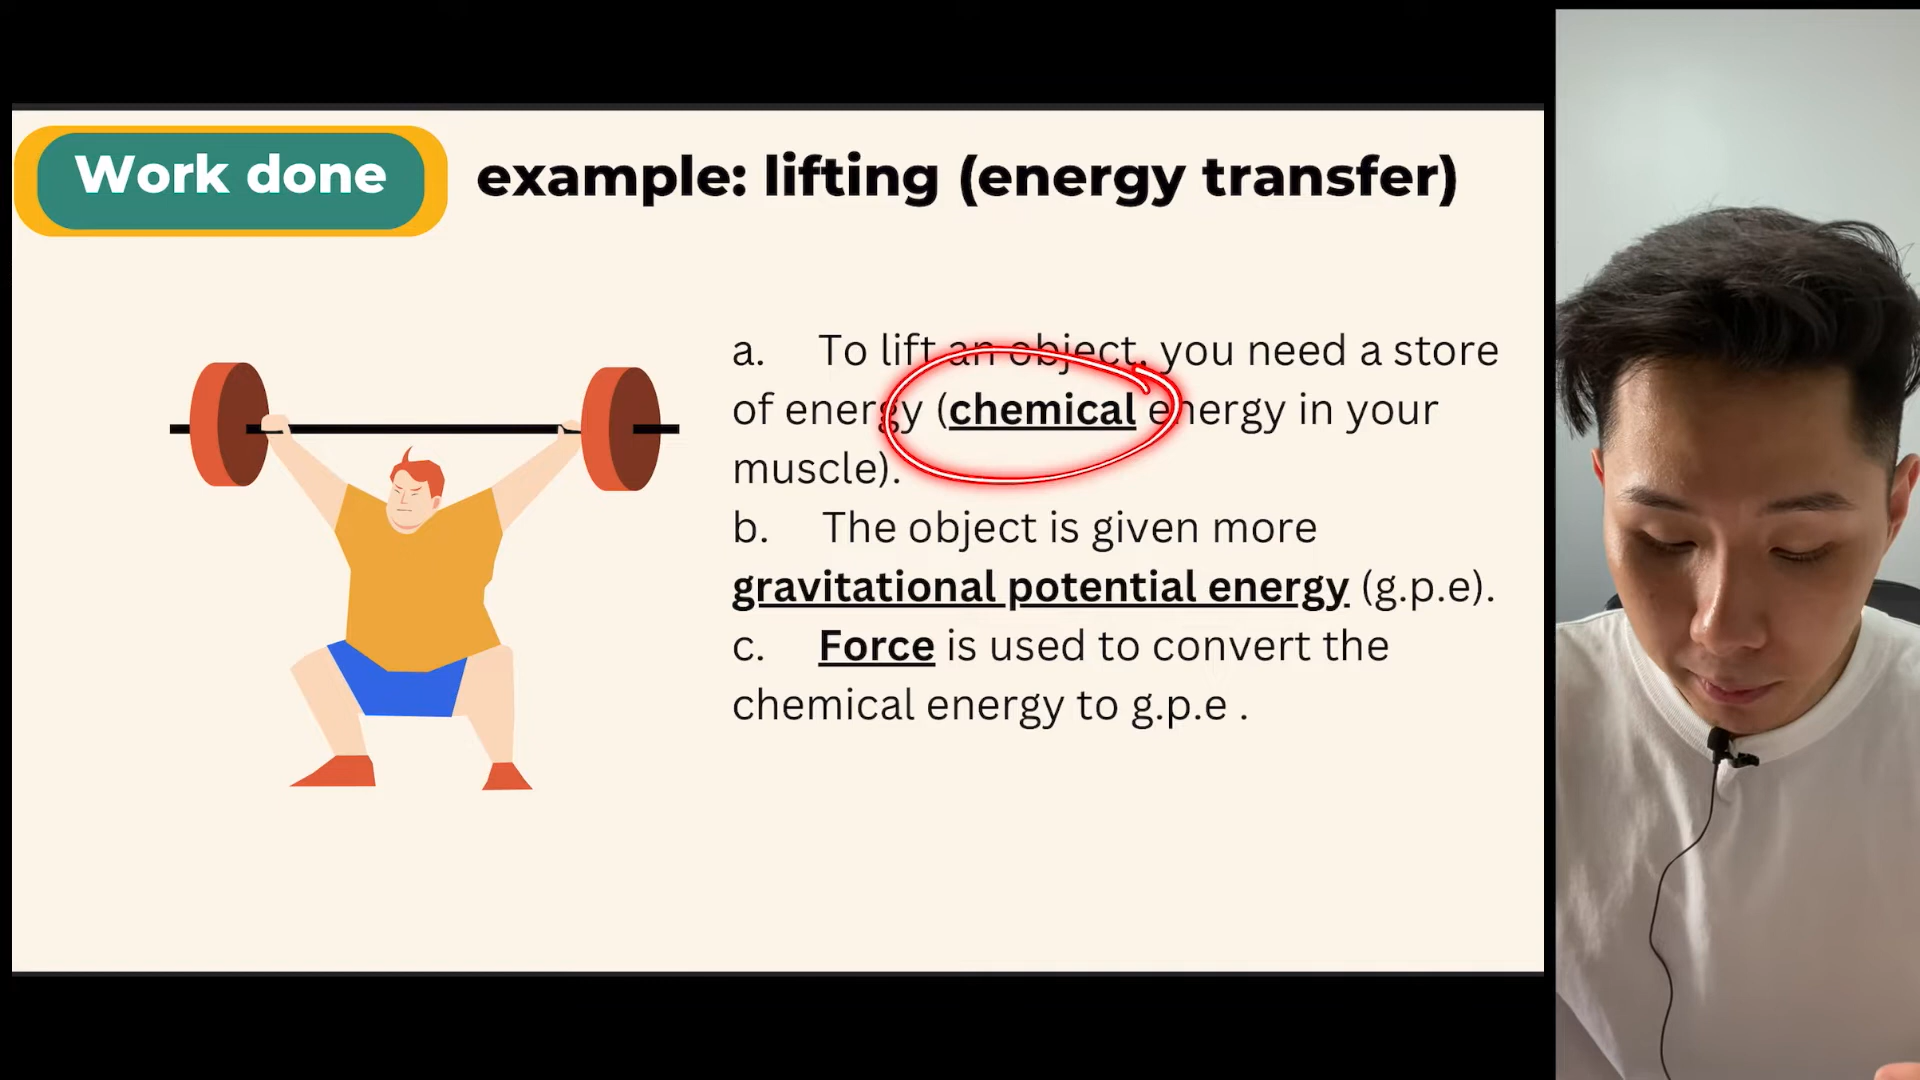 Work done
example: lifting (energy transfer)
a. To lift an object, you need a store
of energy (chemical energy in your
muscle).
b. The object is given more
gravitational potential energy (g.p.e).
c. Force is used to convert the
chemical energy to g.p.e .